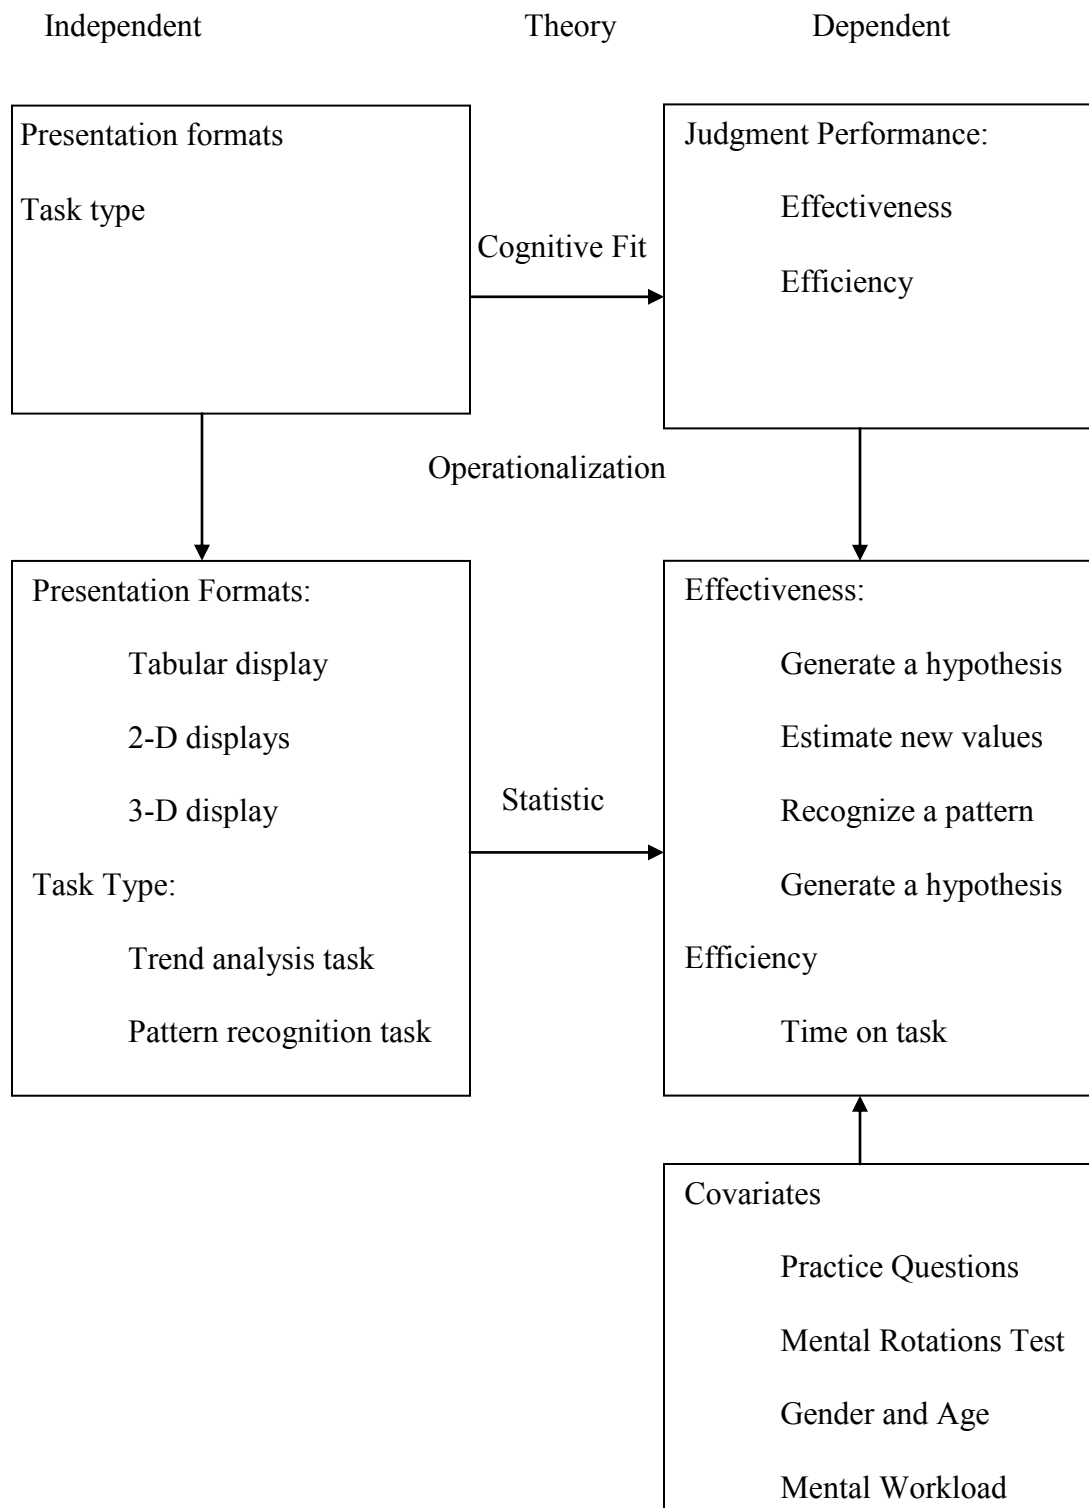 Independent Theory Dependent
Presentation formats
Task type
Cognitive Fit
Judgment Performance:
Effectiveness
Efficiency
Operationalization
Presentation Formats:
Tabular display
2-D displays
3-D display
Task Type:
Trend analysis task
Pattern recognition task
Statistic
Effectiveness:
Generate a hypothesis
Estimate new values
Recognize a pattern
Generate a hypothesis
Efficiency
Time on task
Covariates
Practice Questions
Mental Rotations Test
Gender and Age
Mental Workload